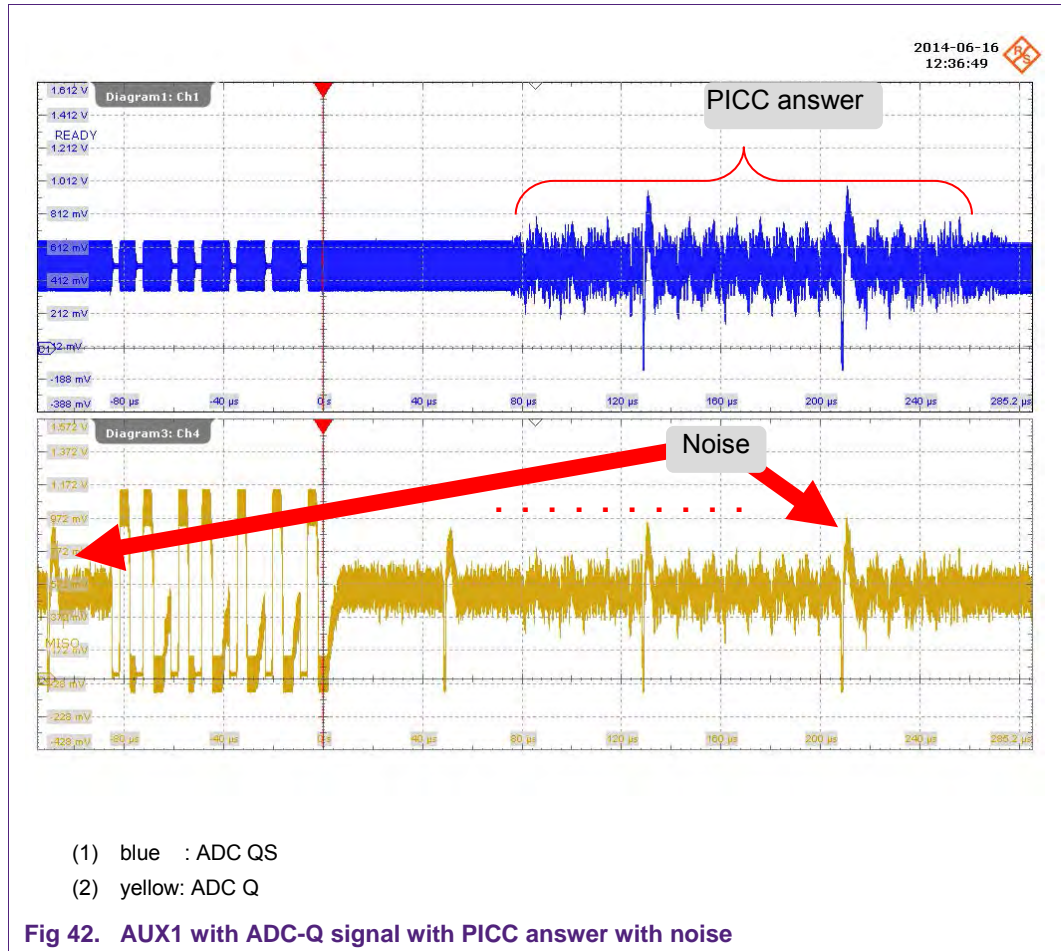 2014-06-16
12:36:49
R&S
1.612 V
Diagram1: Ch1
1.412 V
READY
1.212 V
1.012 V
812 mV
612 mV
412 mV
212 mV
-188 mV
-388 mV
PICC answer
-80 µs -40 µs 0 s 40 µs 80 µs 120 µs 160 µs 200 µs 240 µs 285.2 µs
1.572 V
Diagram3: Ch4
1.372 V
1.172 V
972 mV
MISO
-228 mV
-428 mV
Noise
-80 µs -40 µs 0 s 40 µs 80 µs 120 µs 160 µs 200 µs 240 µs 285.2 µs
(1) blue : ADC QS
(2) yellow: ADC Q
Fig 42. AUX1 with ADC-Q signal with PICC answer with noise